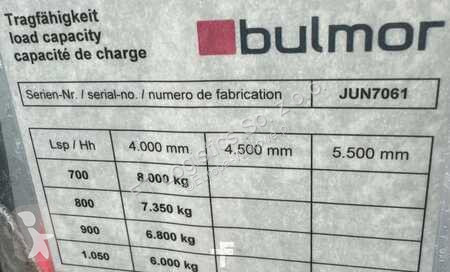 Tragfähigkeit
load capacity
capacité de charge
bulmor
Serien-Nr. / serial-no. / numero de fabrication JUN7061
Lsp / Hh 4.000 mm 4.500 mm 5.500 mm
700 8.000 kg
800 7.350 kg
900 6.800 kg
1.050 6.000 kg